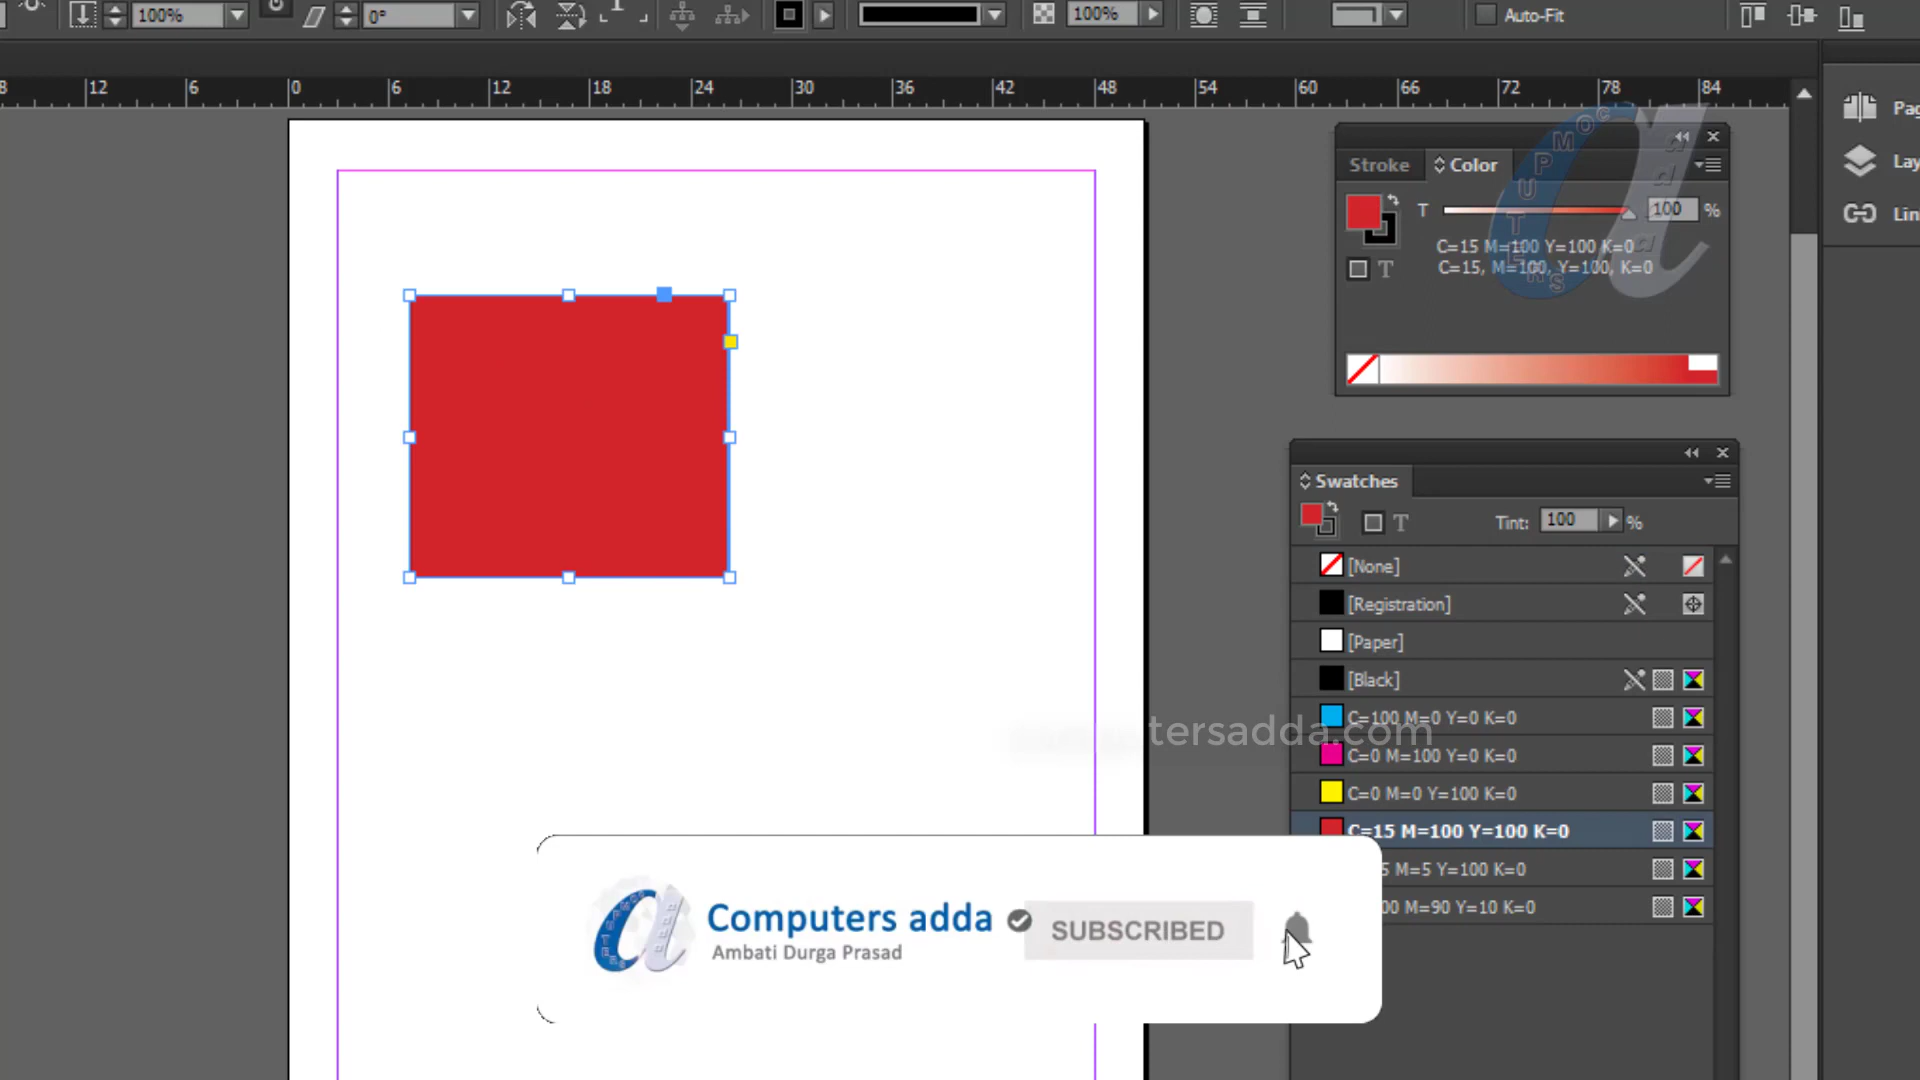 100%
0°
100%
Auto-Fit
12 6 0 6 12 18 24 30 36 42 48 54 60 66 72 78 84
Pag
Lay
Lin
Stroke
Color
T
100
%
C=15 M=100 Y=100 K=0
C=15, M=100, Y=100, K=0
T
COMPUTERS
adda
Swatches
T
Tint:
100
%
[None]
[Registration]
[Paper]
[Black]
C=100 M=0 Y=0 K=0
C=0 M=100 Y=0 K=0
C=0 M=0 Y=100 K=0
C=15 M=100 Y=100 K=0
5 M=5 Y=100 K=0
00 M=90 Y=10 K=0
tersadda.com
Computers adda
Ambati Durga Prasad
SUBSCRIBED